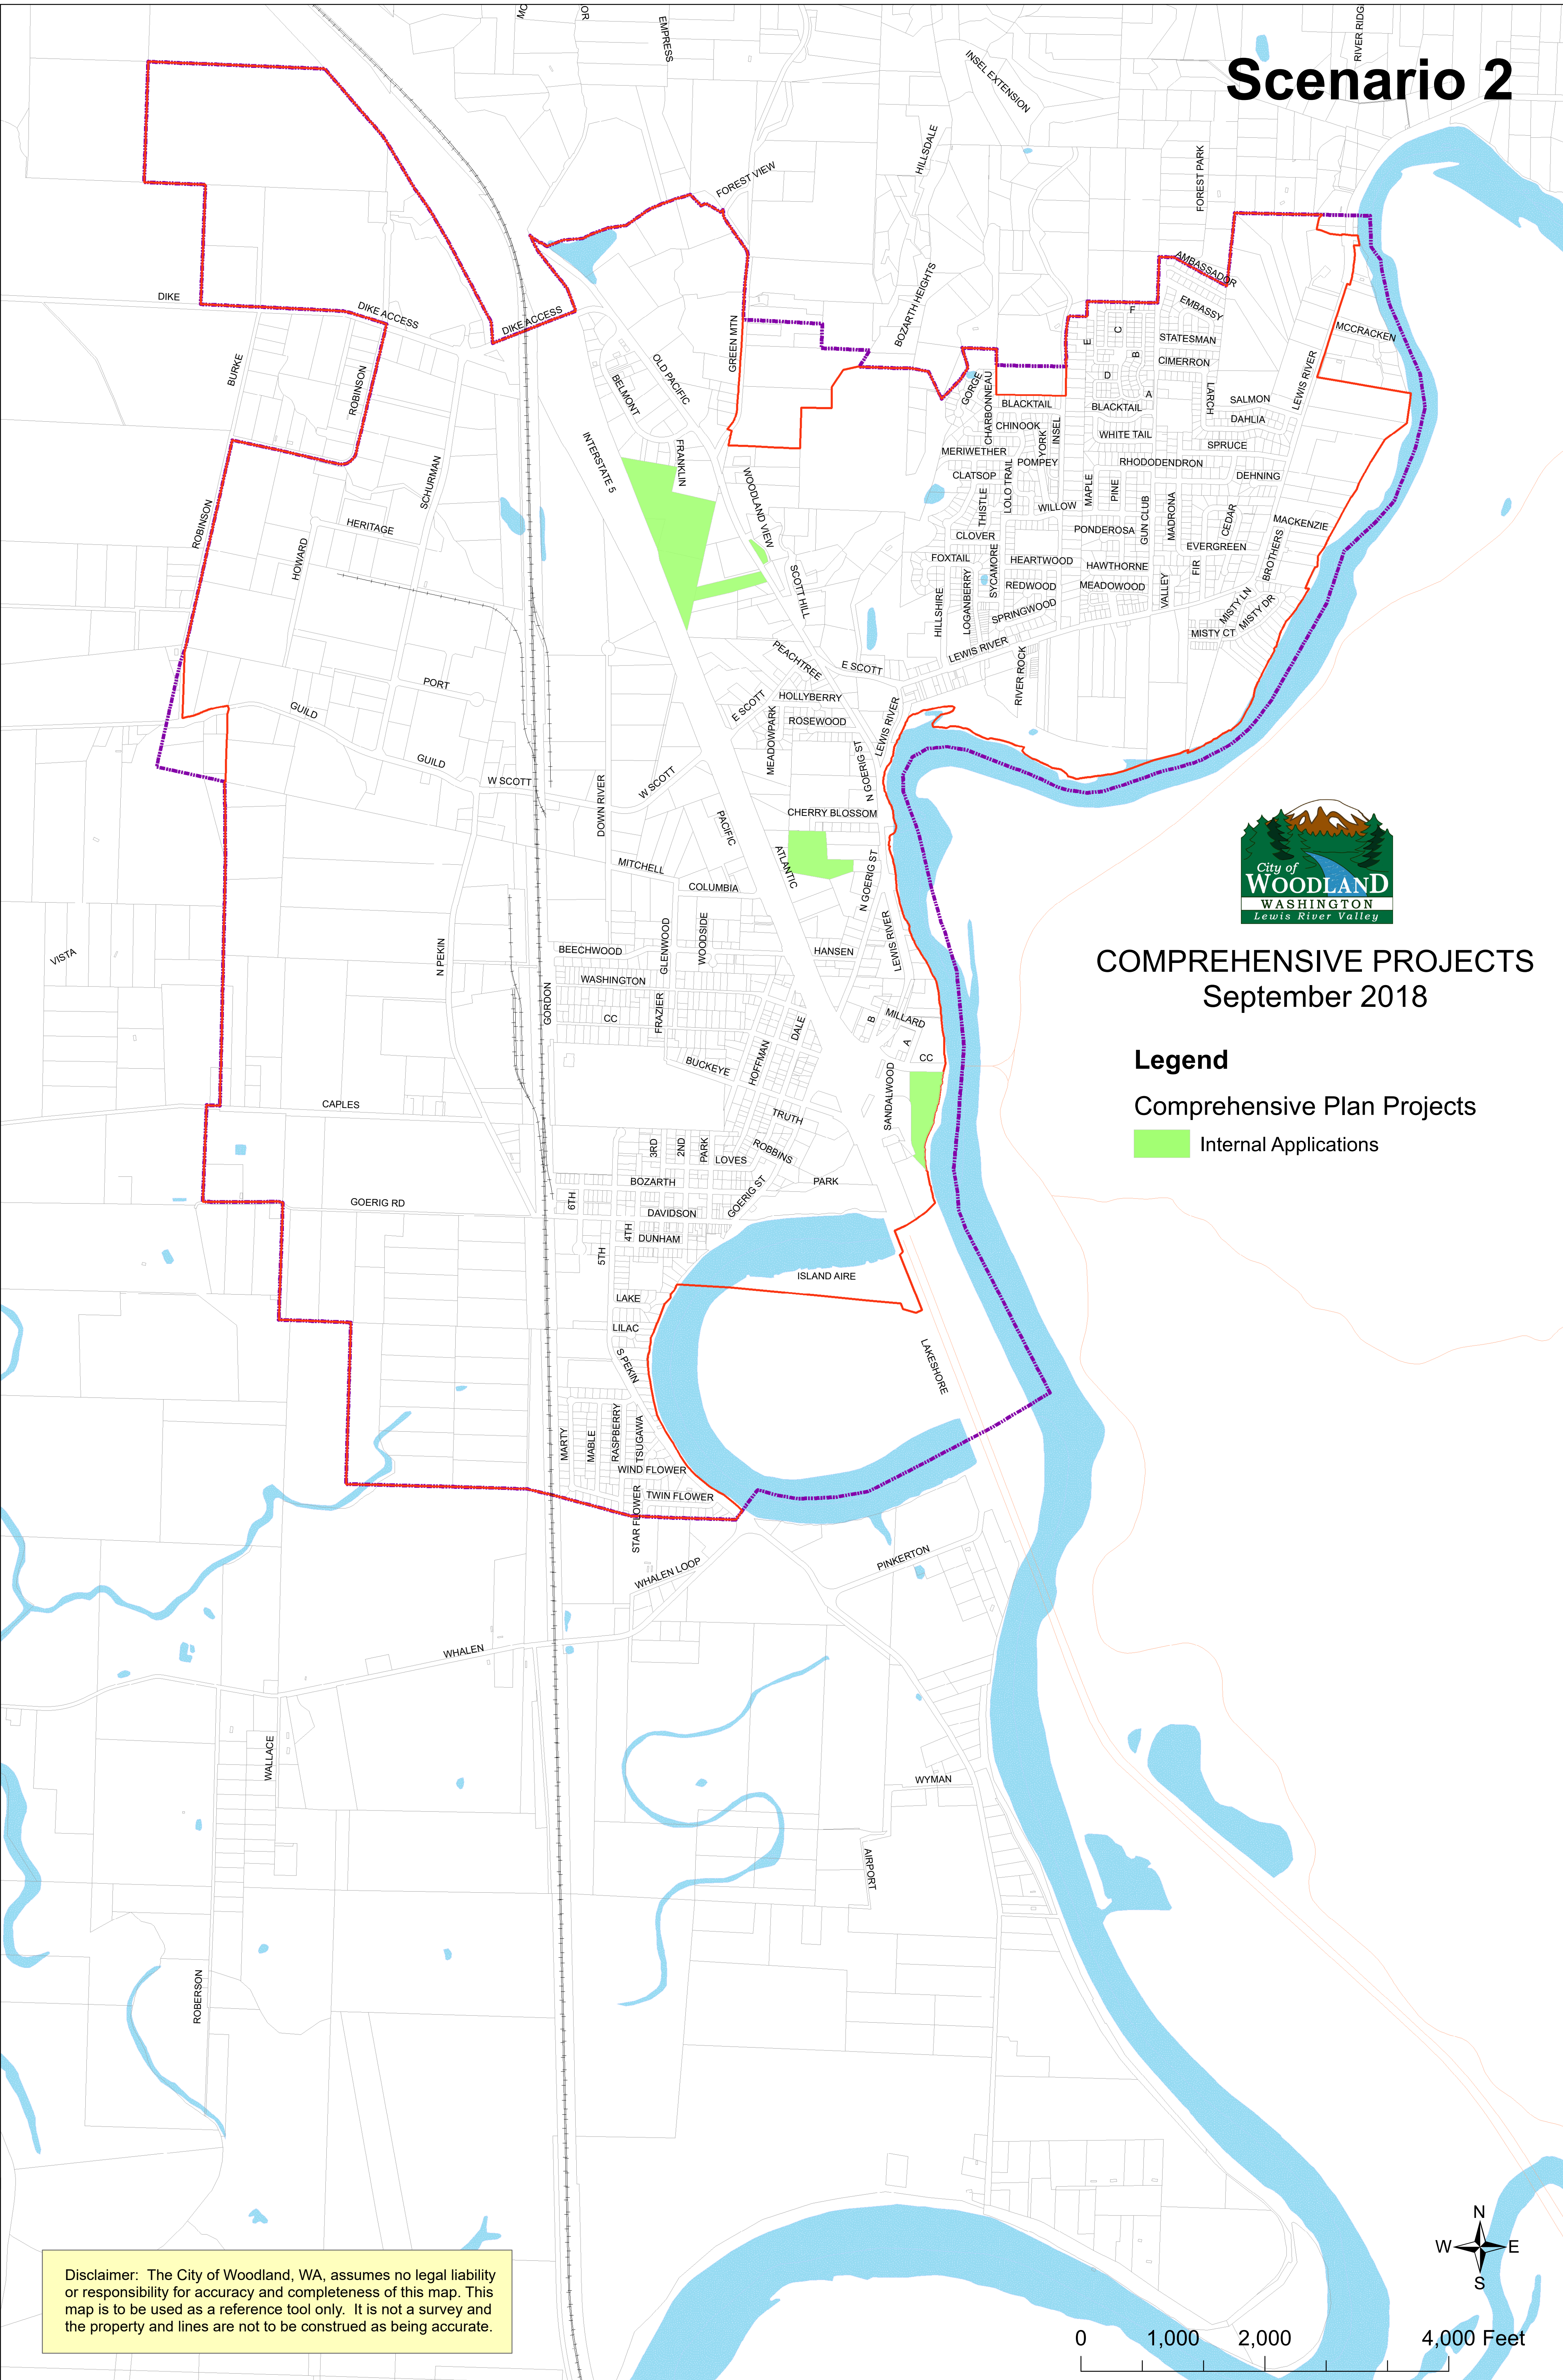 MO
OR
EMPRESS
INSEL EXTENSION
RIVER RIDG
Scenario 2
HILLSDALE
FOREST PARK
FOREST VIEW
BOZARTH HEIGHTS
AMBASSADOR
DIKE
DIKE ACCESS
DIKE ACCESS
EMBASSY
F
C
E
B
D
A
STATESMAN
CIMERRON
MCCRACKEN
GREEN MTN
OLD PACIFIC
BELMONT
BURKE
ROBINSON
GORGE
CHARBONNEAU
BLACKTAIL
BLACKTAIL
LARCH
SALMON
DAHLIA
LEWIS RIVER
CHINOOK
YORK
INSEL
WHITE TAIL
SPRUCE
MERIWETHER
POMPEY
RHODODENDRON
INTERSTATE 5
FRANKLIN
SCHURMAN
CLATSOP
LOLO TRAIL
THISTLE
MAPLE
PINE
DEHNING
WOODLAND VIEW
WILLOW
GUN CLUB
MADRONA
CEDAR
MACKENZIE
ROBINSON
HERITAGE
HOWARD
CLOVER
PONDEROSA
EVERGREEN
BROTHERS
FOXTAIL
SYCAMORE
HEARTWOOD
HAWTHORNE
FIR
SCOTT HILL
HILLSHIRE
LOGANBERRY
REDWOOD
MEADOWOOD
VALLEY
SPRINGWOOD
MISTY LN
MISTY DR
MISTY CT
PEACHTREE
E SCOTT
LEWIS RIVER
RIVER ROCK
PORT
E SCOTT
HOLLYBERRY
ROSEWOOD
GUILD
MEADOWPARK
LEWIS RIVER
N GOERIG ST
GUILD
W SCOTT
DOWN RIVER
W SCOTT
CHERRY BLOSSOM
PACIFIC
City of
WOODLAND
WASHINGTON
Lewis River Valley
MITCHELL
ATLANTIC
COLUMBIA
N GOERIG ST
VISTA
N PEKIN
BEECHWOOD
GLENWOOD
WOODSIDE
HANSEN
LEWIS RIVER
COMPREHENSIVE PROJECTS
September 2018
WASHINGTON
GORDON
CC
FRAZIER
DALE
B
MILLARD
A
CC
BUCKEYE
HOFFMAN
Legend
SANDALWOOD
CAPLES
TRUTH
Comprehensive Plan Projects
Internal Applications
3RD
2ND
PARK
LOVES
ROBBINS
BOZARTH
PARK
GOERIG RD
6TH
DAVIDSON
GOERIG ST
4TH
DUNHAM
5TH
ISLAND AIRE
LAKE
LILAC
S PEKIN
LAKESHORE
MARTY
MABLE
RASPBERRY
TSUGAWA
WIND FLOWER
TWIN FLOWER
STAR FLOWER
WHALEN LOOP
PINKERTON
WHALEN
WALLACE
WYMAN
AIRPORT
ROBERSON
N
W E
S
Disclaimer: The City of Woodland, WA, assumes no legal liability
or responsibility for accuracy and completeness of this map. This
map is to be used as a reference tool only. It is not a survey and
the property and lines are not to be construed as being accurate.
0 1,000 2,000 4,000 Feet